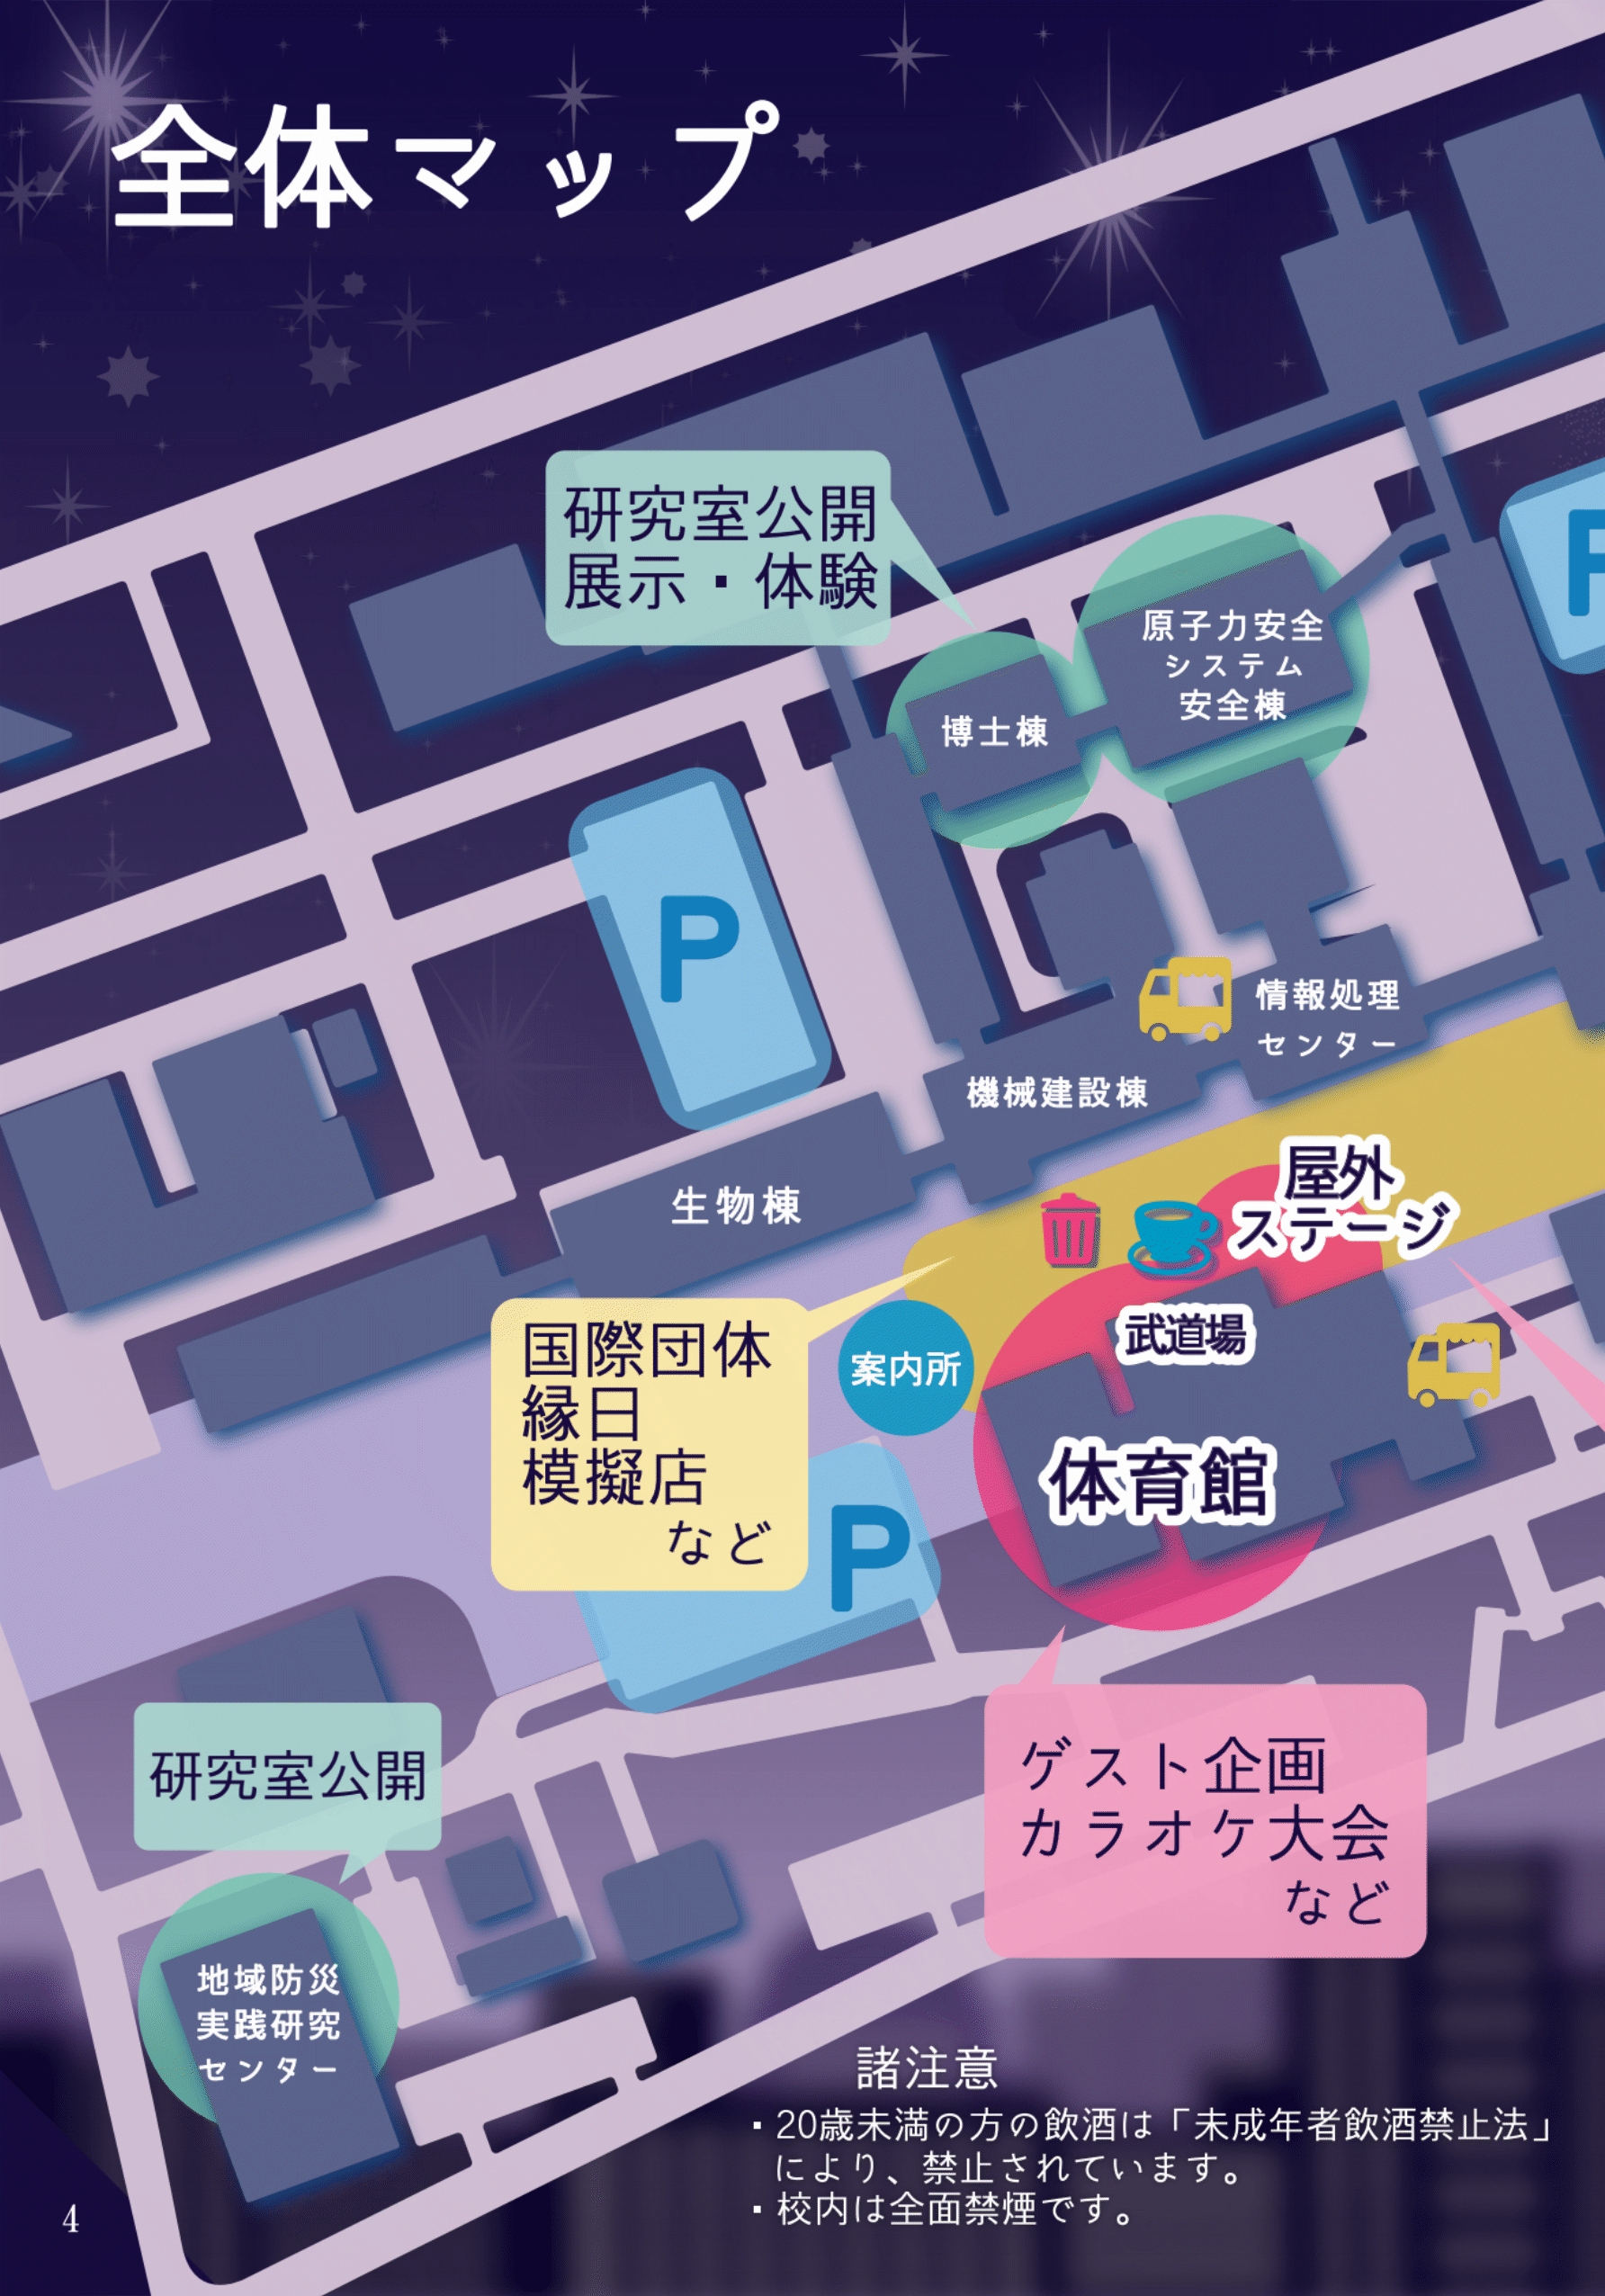 全体マップ
研究室公開
展示・体験
原子力安全
システム
安全棟
博士棟
P
P
情報処理
センター
機械建設棟
生物棟
屋外
ステージ
武道場
国際団体
縁日
模擬店
など
案内所
体育館
P
研究室公開
ゲスト企画
カラオケ大会
など
地域防災
実践研究
センター
諸注意
・20歳未満の方の飲酒は「未成年者飲酒禁止法」
により、禁止されています。
・校内は全面禁煙です。
4